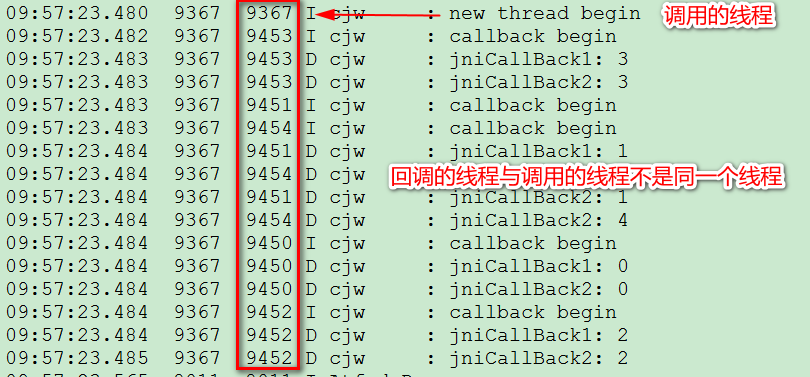 09:57:23.480 9367 9367 I cjw : new thread begin 调用的线程
09:57:23.482 9367 9453 I cjw : callback begin
09:57:23.483 9367 9453 D cjw : jniCallBack1: 3
09:57:23.483 9367 9453 D cjw : jniCallBack2: 3
09:57:23.483 9367 9451 I cjw : callback begin
09:57:23.483 9367 9454 I cjw : callback begin
09:57:23.484 9367 9451 D cjw : jniCallBack1: 1
09:57:23.484 9367 9454 D 回调的线程与调用的线程不是同一个线程
09:57:23.484 9367 9451 D cjw : jniCallBack2: 1
09:57:23.484 9367 9454 D cjw : jniCallBack2: 4
09:57:23.484 9367 9450 I cjw : callback begin
09:57:23.484 9367 9450 D cjw : jniCallBack1: 0
09:57:23.484 9367 9450 D cjw : jniCallBack2: 0
09:57:23.484 9367 9452 I cjw : callback begin
09:57:23.484 9367 9452 D cjw : jniCallBack1: 2
09:57:23.485 9367 9452 D cjw : jniCallBack2: 2